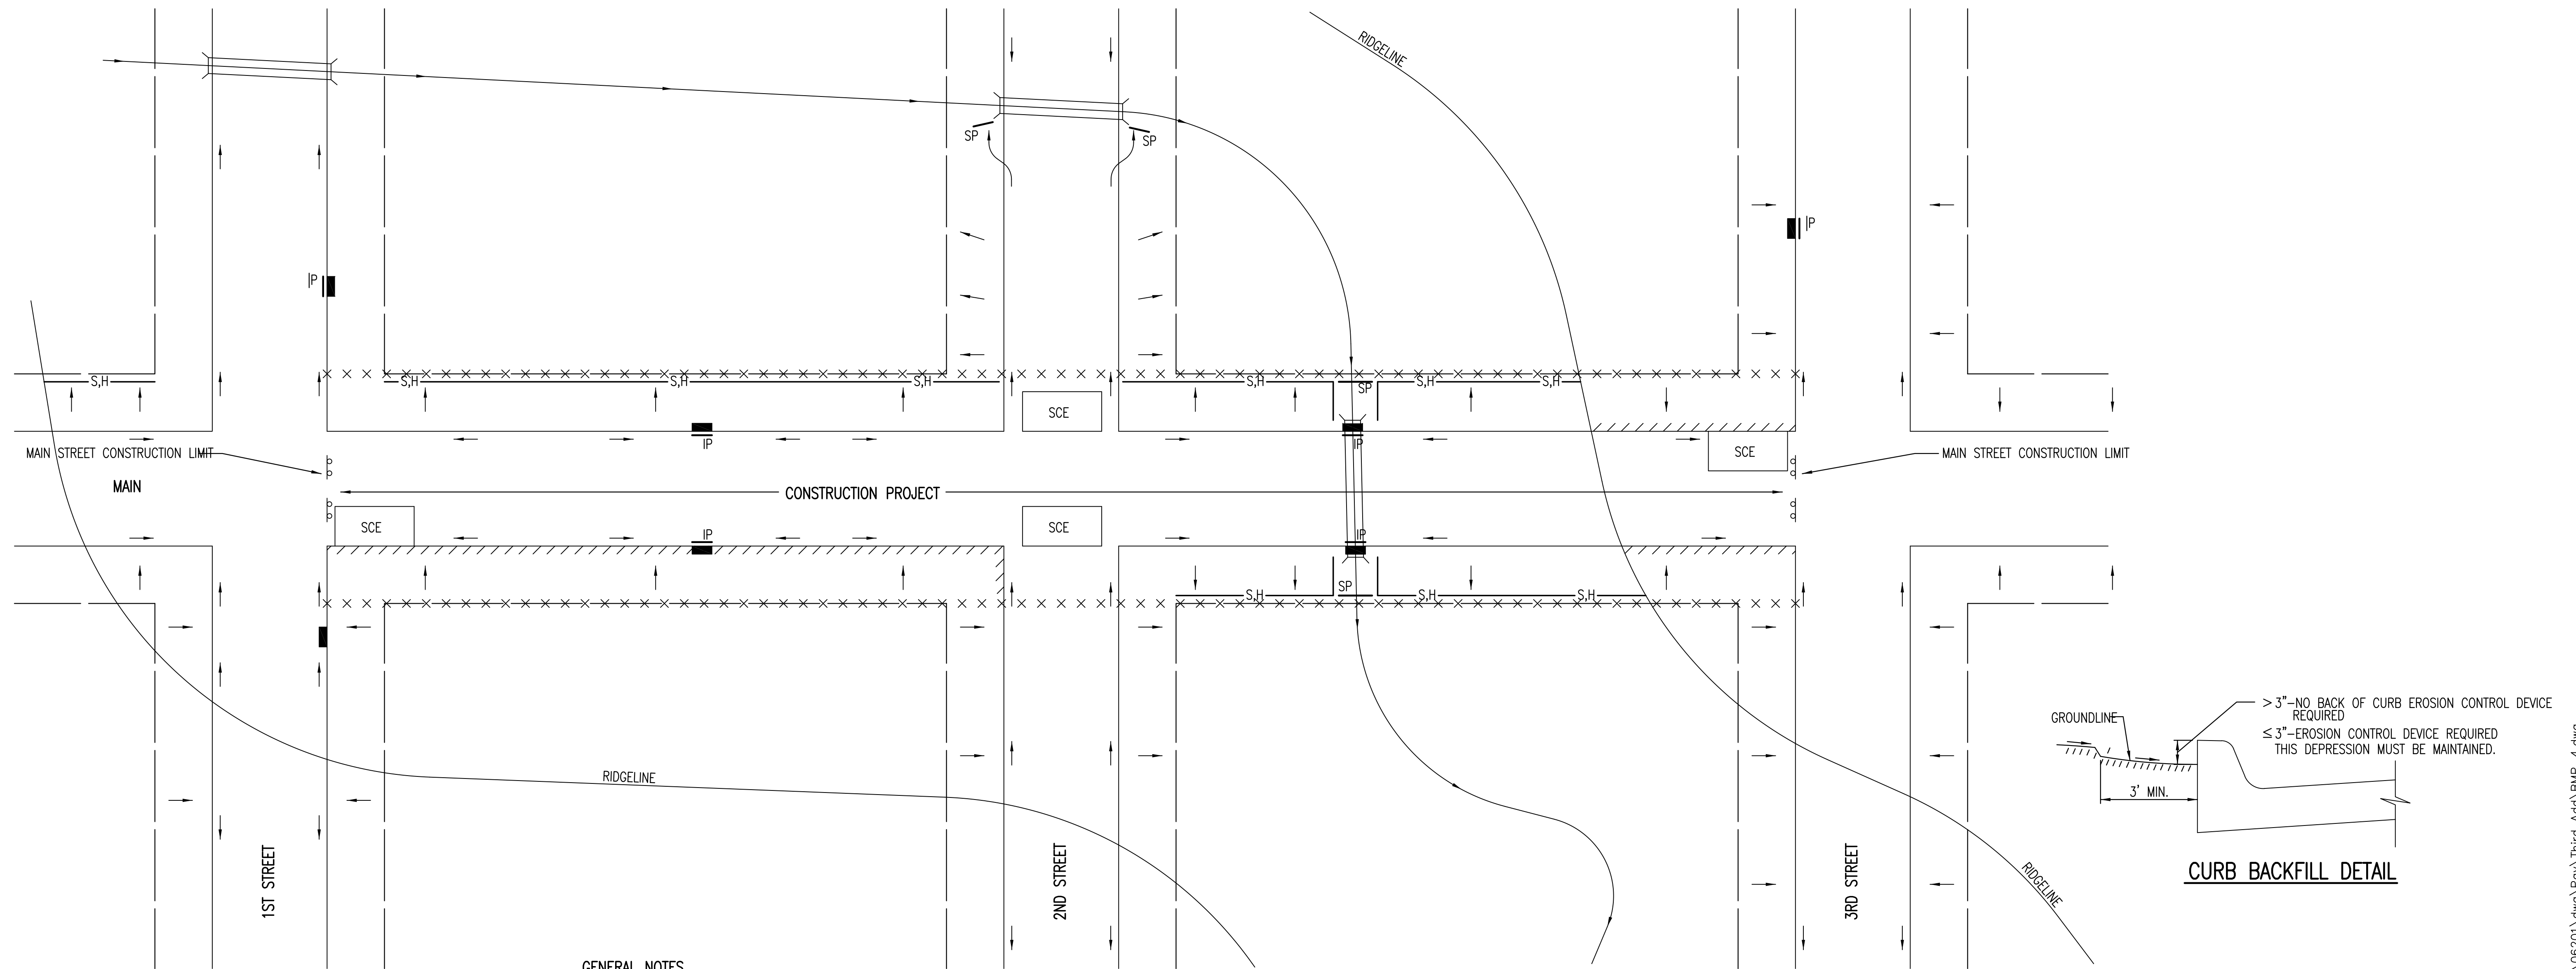 RIDGELINE
SP
SP
IP
IP
S,H
S,H
S,H
S,H
S,H
SP
S,H
S,H
SCE
IP
IP
SCE
MAIN STREET CONSTRUCTION LIMIT
MAIN STREET CONSTRUCTION LIMIT
MAIN
CONSTRUCTION PROJECT
SCE
SCE
IP
IP
SP
S,H
S,H
S,H
GROUNDLINE
> 3"-NO BACK OF CURB EROSION CONTROL DEVICE
REQUIRED
≤ 3"-EROSION CONTROL DEVICE REQUIRED
THIS DEPRESSION MUST BE MAINTAINED.
3' MIN.
CURB BACKFILL DETAIL
RIDGELINE
1ST STREET
2ND STREET
3RD STREET
RIDGELINE
GENERAL NOTES